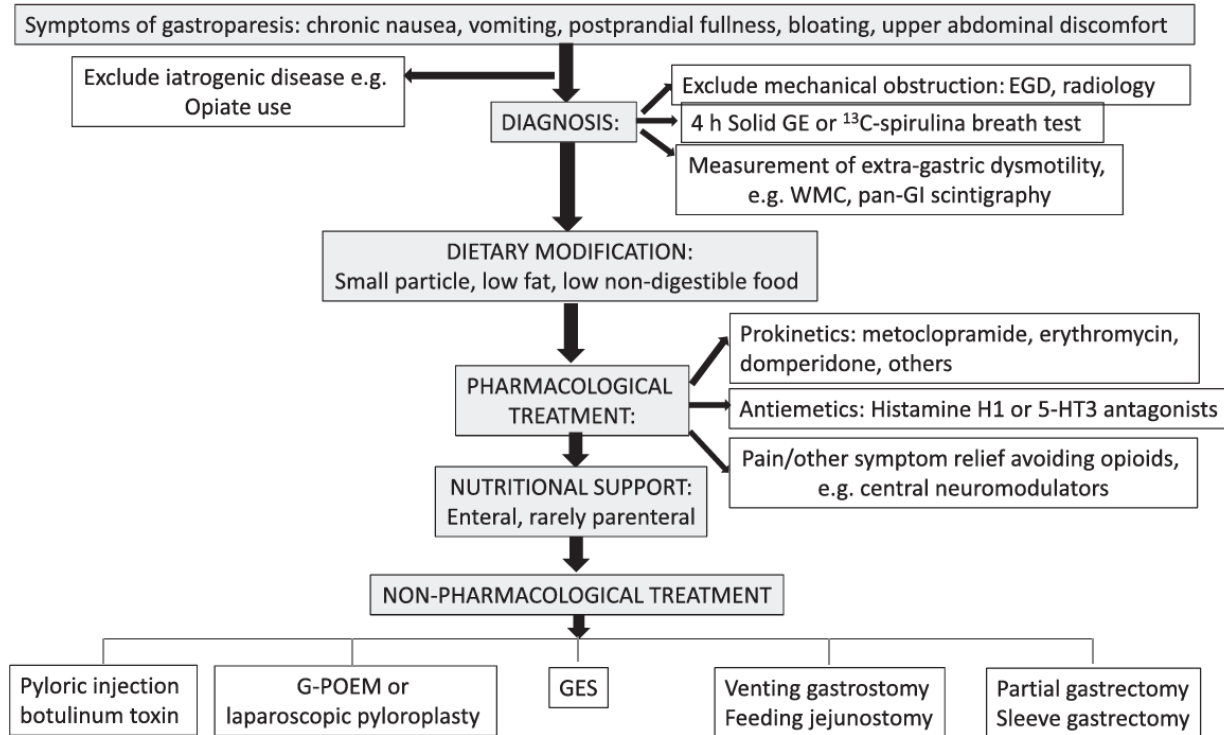 Symptoms of gastroparesis: chronic nausea, vomiting, postprandial fullness, bloating, upper abdominal discomfort
Exclude iatrogenic disease e.g.
Opiate use
DIAGNOSIS:
Exclude mechanical obstruction: EGD, radiology
4 h Solid GE or ¹³C-spirulina breath test
Measurement of extra-gastric dysmotility,
e.g. WMC, pan-GI scintigraphy
DIETARY MODIFICATION:
Small particle, low fat, low non-digestible food
PHARMACOLOGICAL
TREATMENT:
Prokinetics: metoclopramide, erythromycin,
domperidone, others
Antiemetics: Histamine H1 or 5-HT3 antagonists
Pain/other symptom relief avoiding opioids,
e.g. central neuromodulators
NUTRITIONAL SUPPORT:
Enteral, rarely parenteral
NON-PHARMACOLOGICAL TREATMENT
Pyloric injection
botulinum toxin
G-POEM or
laparoscopic pyloroplasty
GES
Venting gastrostomy
Feeding jejunostomy
Partial gastrectomy
Sleeve gastrectomy